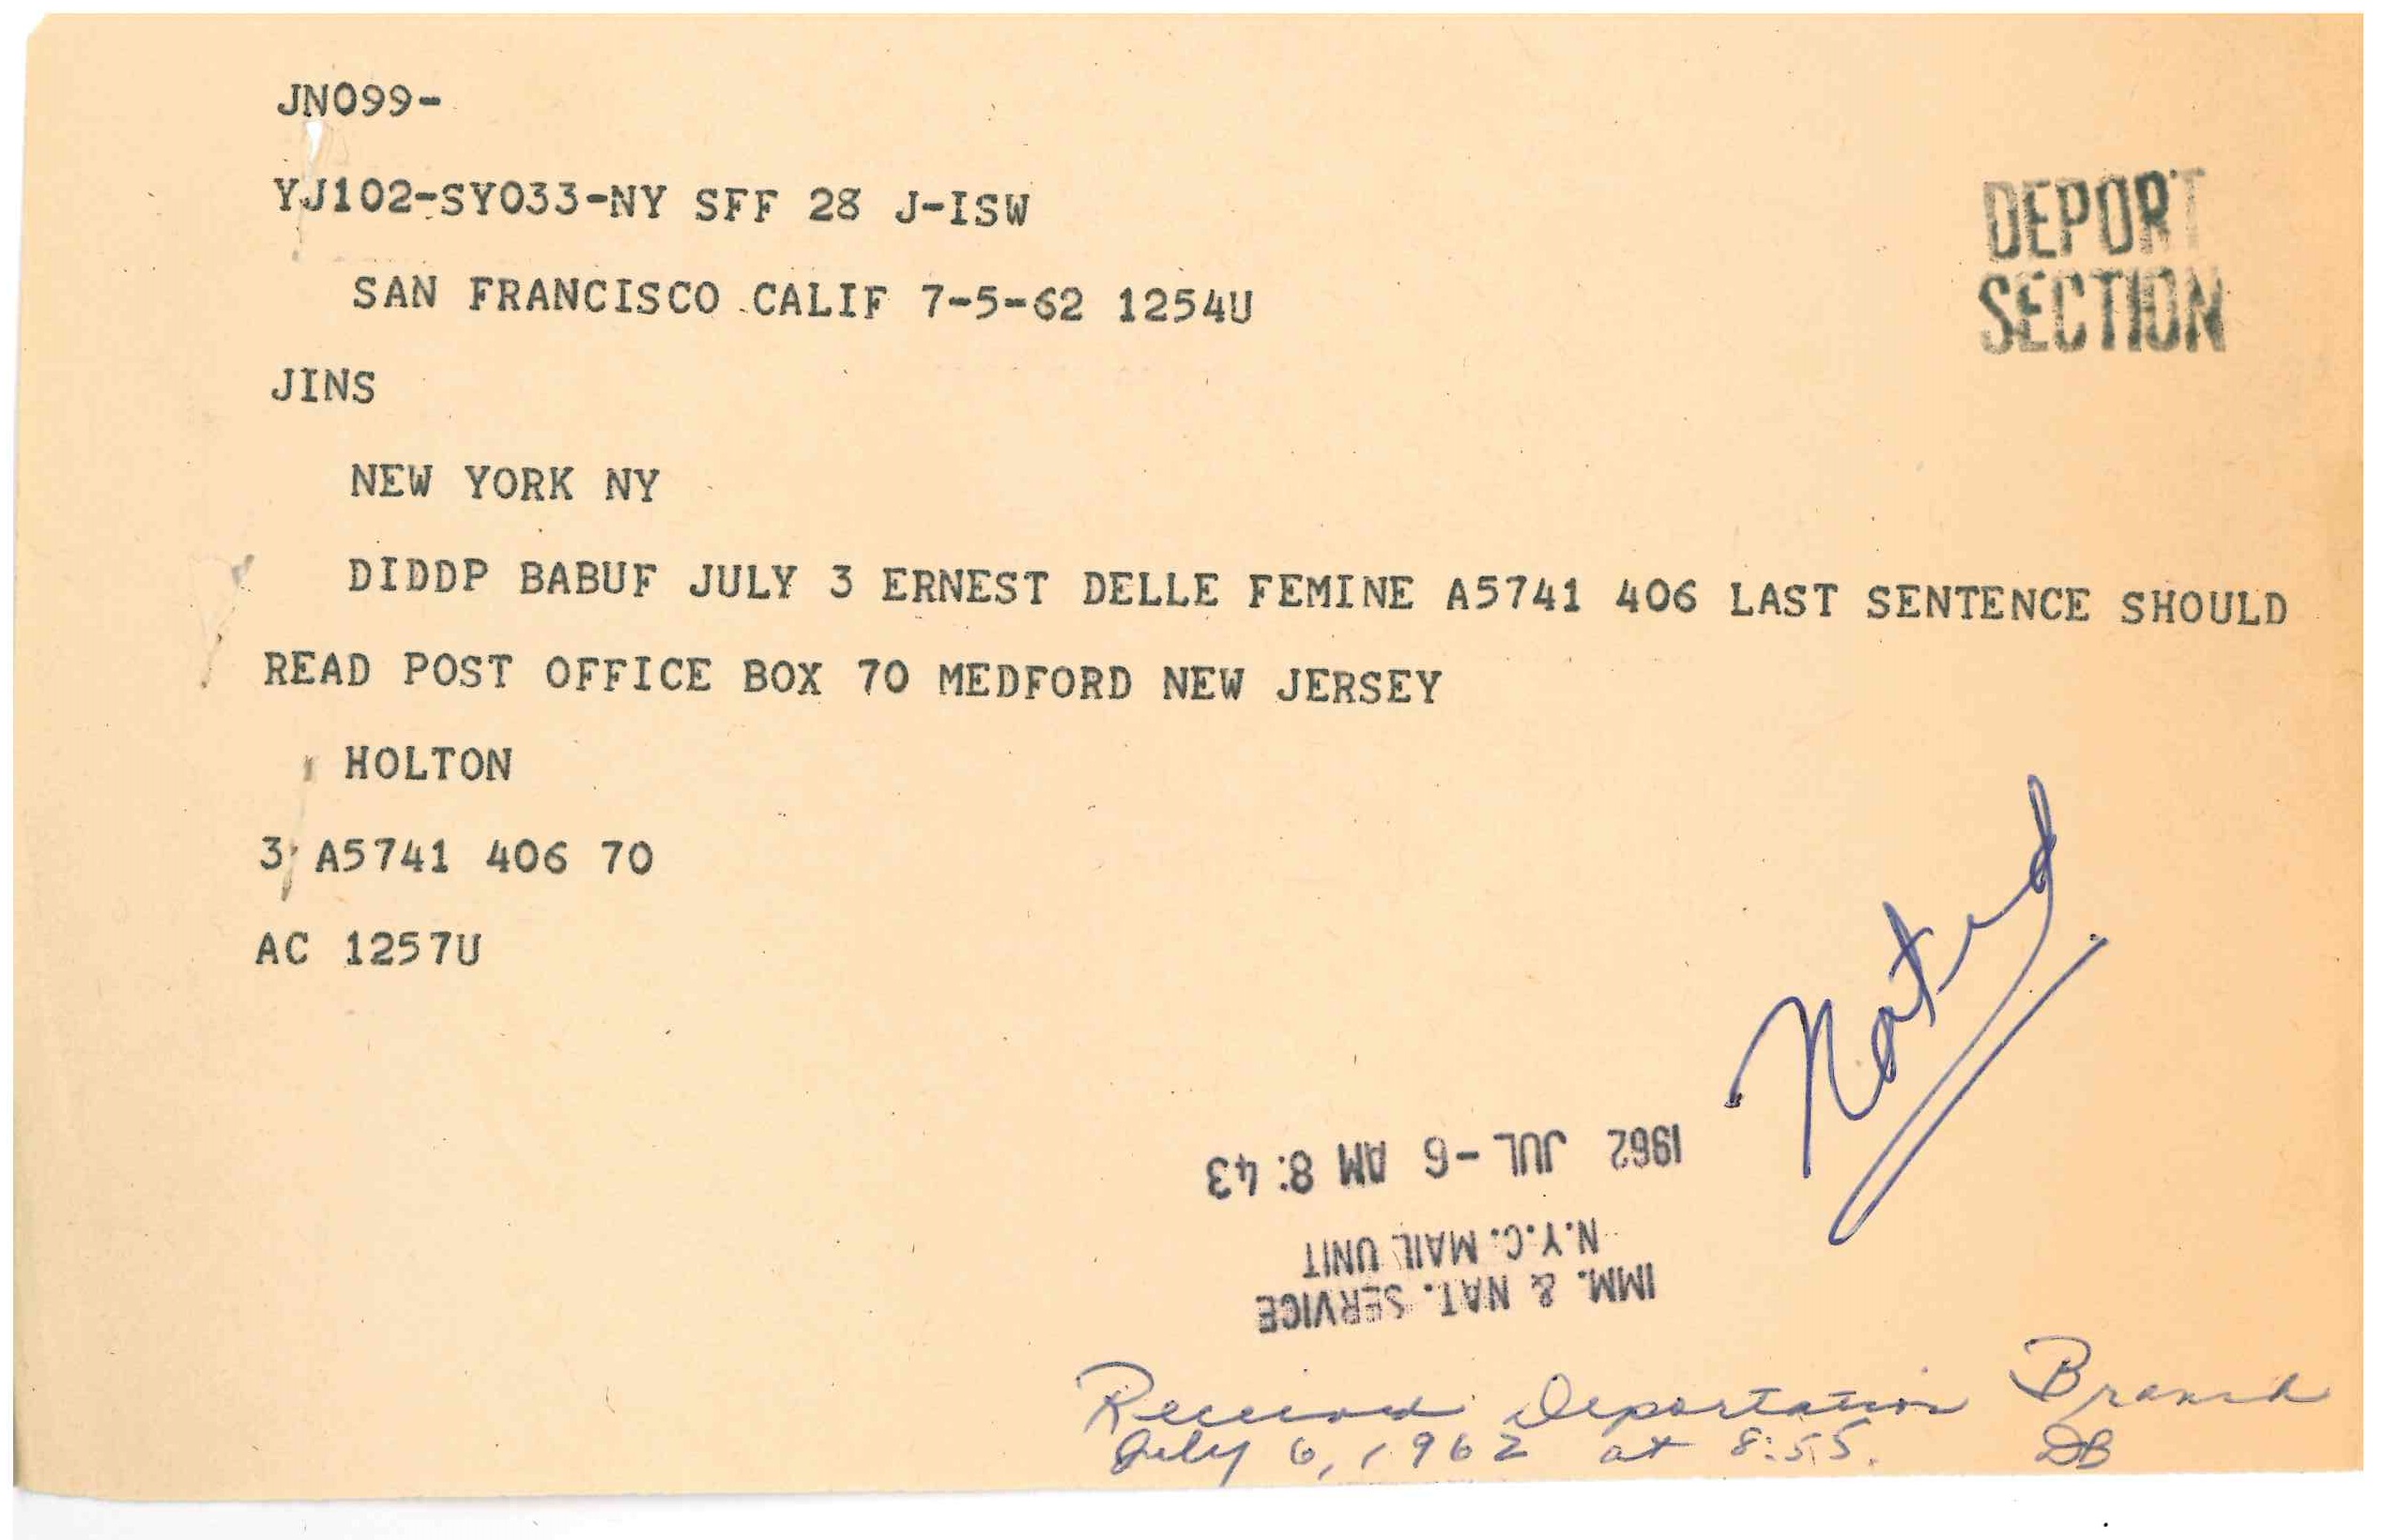 JN099-
YJ102-SY033-NY SFF 28 J-ISW
DEPORT
SECTION
SAN FRANCISCO CALIF 7-5-62 1254U
JINS
NEW YORK NY
DIDDP BABUF JULY 3 ERNEST DELLE FEMINE A5741 406 LAST SENTENCE SHOULD
READ POST OFFICE BOX 70 MEDFORD NEW JERSEY
HOLTON
3 A5741 406 70
AC 1257U
Noted
IMM. & NAT. SERVICE
N.Y.C. MAIL UNIT
1962 JUL -6 AM 8:43
Received Deportation Branch
July 6, 1962 at 8:55. DB